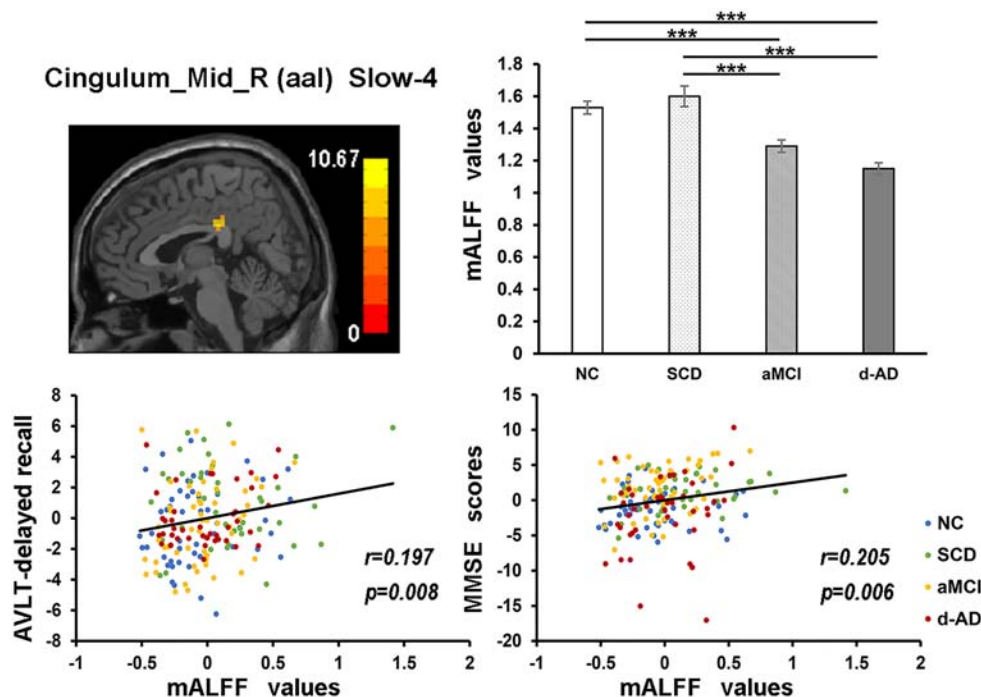 Cingulum_Mid_R (aal) Slow-4
10.67
0
***
***
***
***
mALFF values
1.8
1.6
1.4
1.2
1
0.8
0.6
0.4
0.2
0
NC SCD aMCI d-AD
AVLT-delayed recall
8
6
4
2
0
-2
-4
-6
-8
r=0.197
p=0.008
-1 -0.5 0 0.5 1 1.5 2
mALFF values
MMSE scores
15
10
5
0
-5
-10
-15
-20
r=0.205
p=0.006
-1 -0.5 0 0.5 1 1.5 2
mALFF values
NC
SCD
aMCI
d-AD